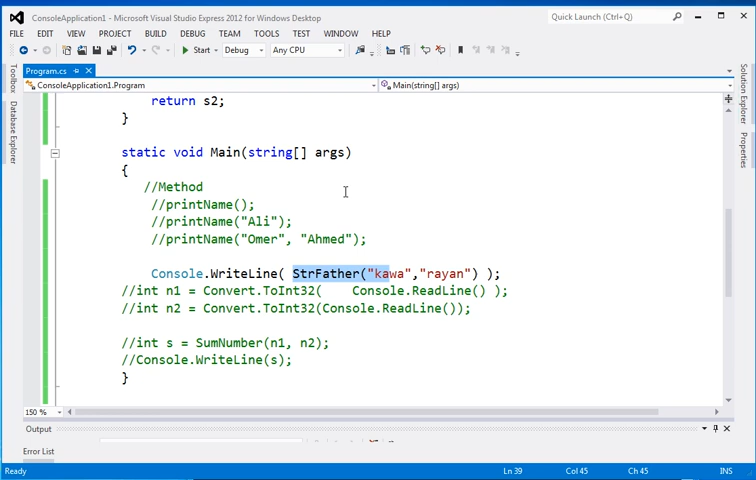 ConsoleApplication1 - Microsoft Visual Studio Express 2012 for Windows Desktop
Quick Launch (Ctrl+Q)
FILE EDIT VIEW PROJECT BUILD DEBUG TEAM TOOLS TEST WINDOW HELP
Start Debug Any CPU
Program.cs
ConsoleApplication1.Program Main(string[] args)
Toolbox
Database Explorer
Solution Explorer
Properties
return s2;
}
static void Main(string[] args)
{
//Method
//printName();
//printName("Ali");
//printName("Omer", "Ahmed");
Console.WriteLine( StrFather("kawa","rayan") );
//int n1 = Convert.ToInt32( Console.ReadLine() );
//int n2 = Convert.ToInt32(Console.ReadLine());
//int s = SumNumber(n1, n2);
//Console.WriteLine(s);
}
150 %
Output
Error List
Ready Ln 39 Col 45 Ch 45 INS